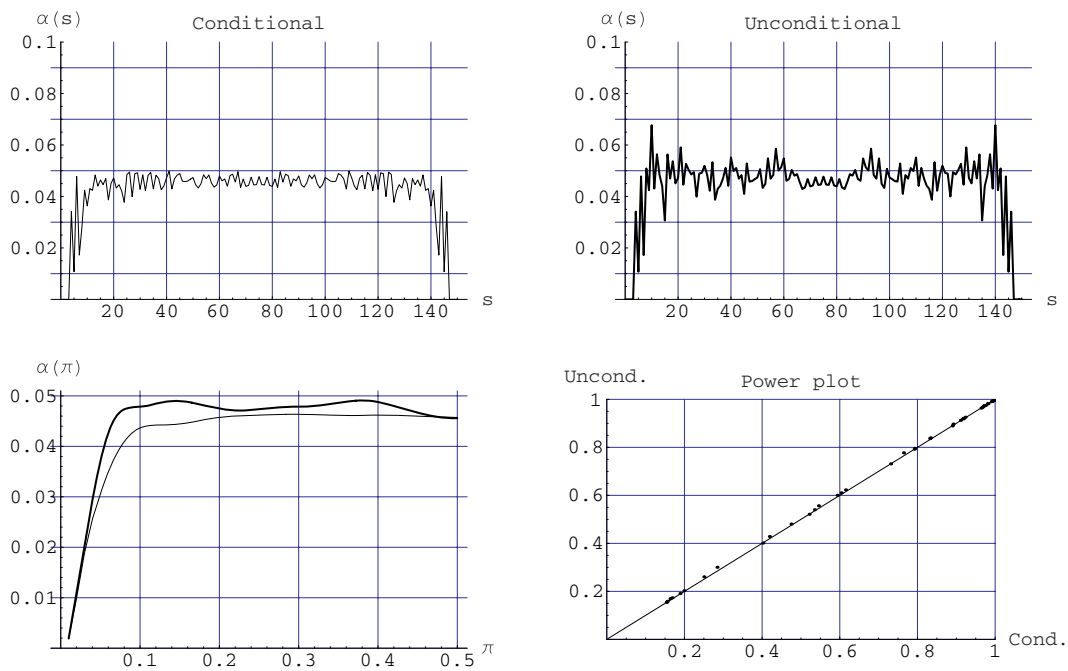 α(s)
Conditional
0.1
0.08
0.06
0.04
0.02
20 40 60 80 100 120 140 s
α(s)
Unconditional
0.1
0.08
0.06
0.04
0.02
20 40 60 80 100 120 140 s
α(π)
0.05
0.04
0.03
0.02
0.01
0.1 0.2 0.3 0.4 0.5 π
Uncond.
Power plot
1
0.8
0.6
0.4
0.2
0.2 0.4 0.6 0.8 1 Cond.